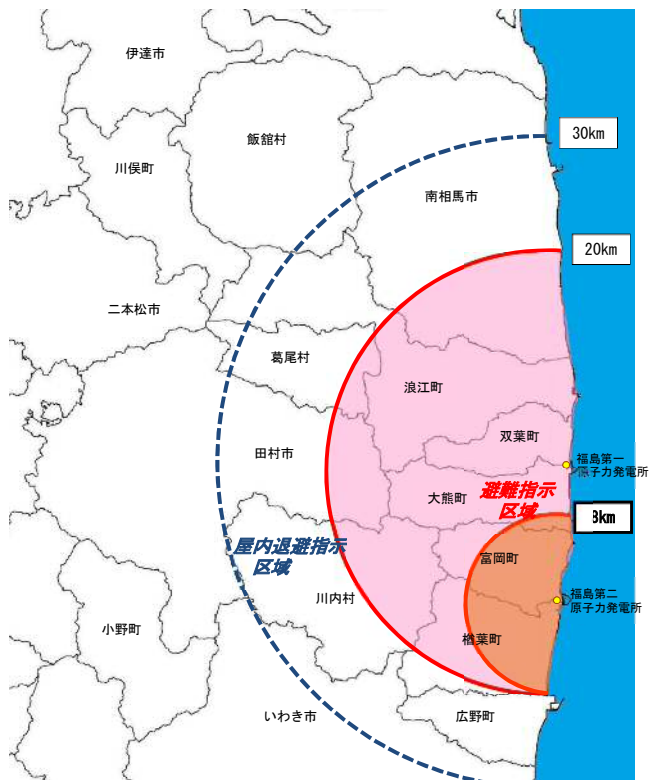 伊達市
30km
飯舘村
川俣町
南相馬市
20km
二本松市
葛尾村
浪江町
双葉町
田村市
福島第一
原子力発電所
大熊町
避難指示
区域
8km
屋内退避指示
区域
富岡町
川内村
福島第二
原子力発電所
小野町
楢葉町
いわき市
広野町